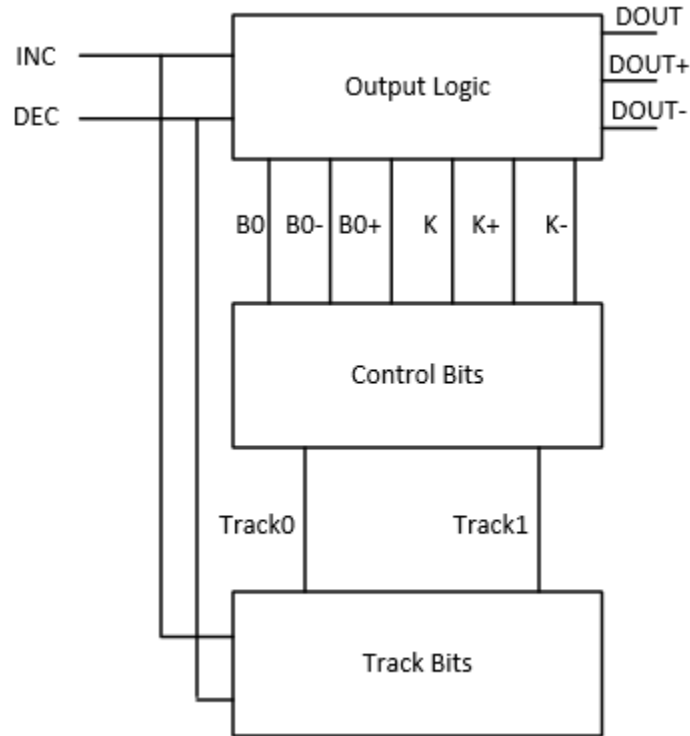 DOUT
INC
DOUT+
Output Logic
DEC
DOUT-
B0 B0- B0+ K K+ K-
Control Bits
Track0 Track1
Track Bits